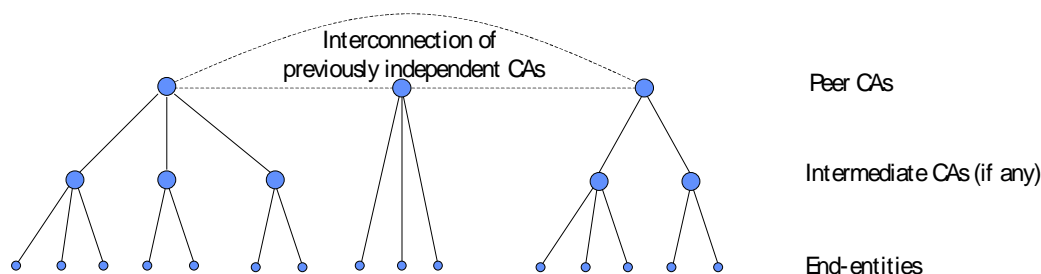 Interconnection of
previously independent CAs
Peer CAs
Intermediate CAs (if any)
End-entities